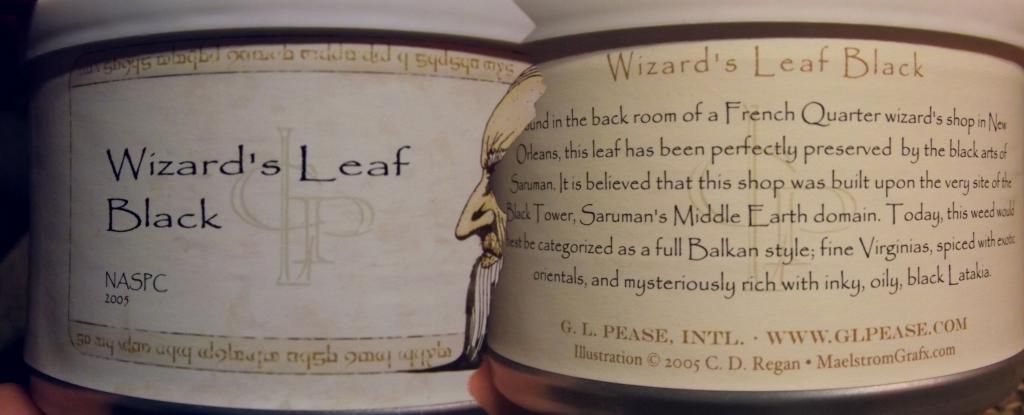 Wizard's Leaf
Black
NASPC
2005
Wizard's Leaf Black
in the back room of a French Quarter wizard's shop in New
Orleans, this leaf has been perfectly preserved by the black arts of
Saruman. It is believed that this shop was built upon the very site of the
Black Tower, Saruman's Middle Earth domain. Today, this weed would
best be categorized as a full Balkan style; fine Virginias, spiced with exotic
orientals, and mysteriously rich with inky, oily, black Latakia.
G. L. PEASE, INTL. · WWW.GLPEASE.COM
Illustration © 2005 C. D. Regan • MaelstromGrafx.com